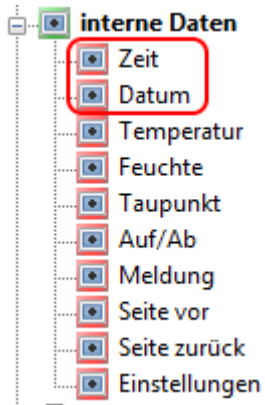 interne Daten
Zeit
Datum
Temperatur
Feuchte
Taupunkt
Auf/Ab
Meldung
Seite vor
Seite zurück
Einstellungen